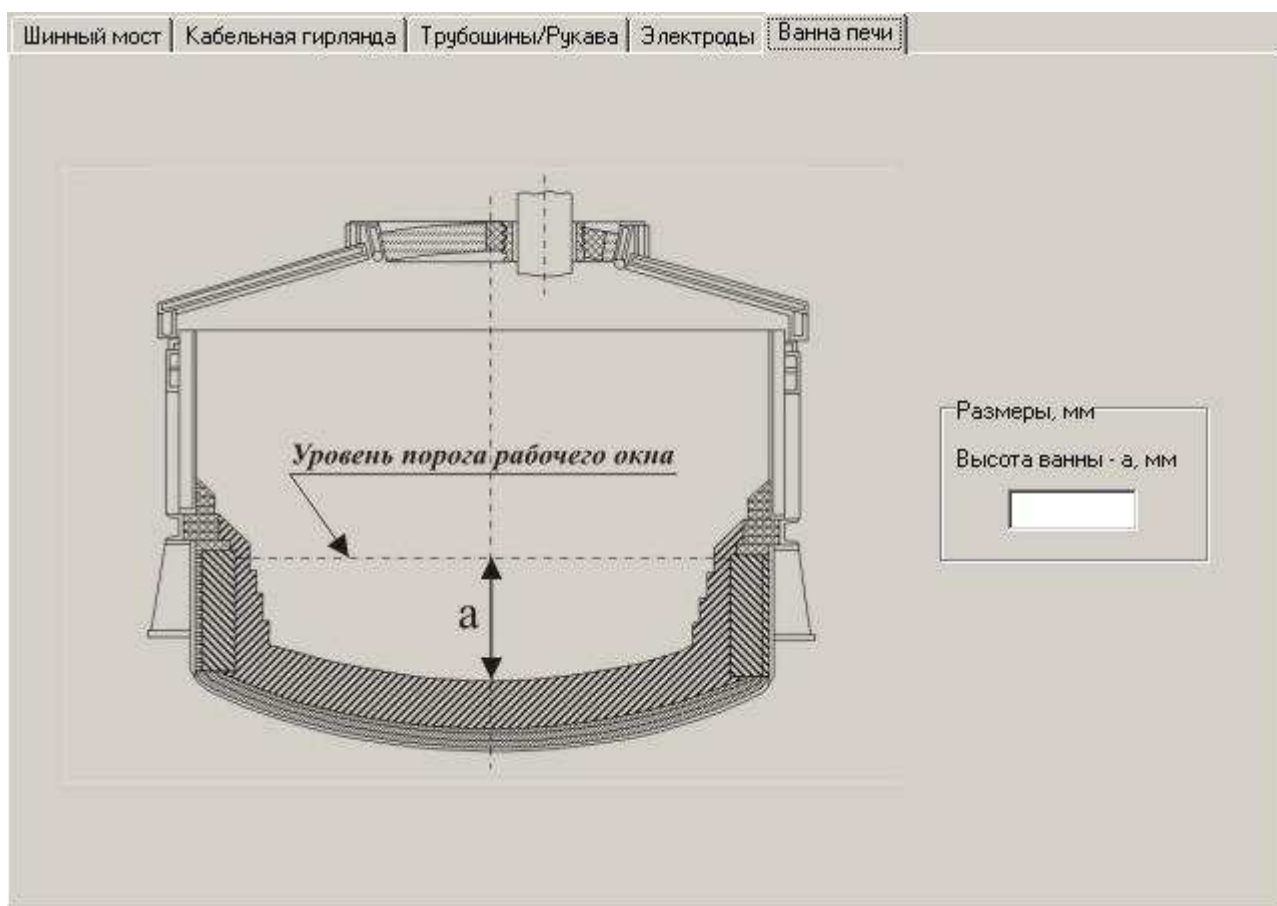 Шинный мост Кабельная гирлянда Трубошины/Рукава Электроды Ванна печи
Уровень порога рабочего окна
a
Размеры, мм
Высота ванны - a, мм